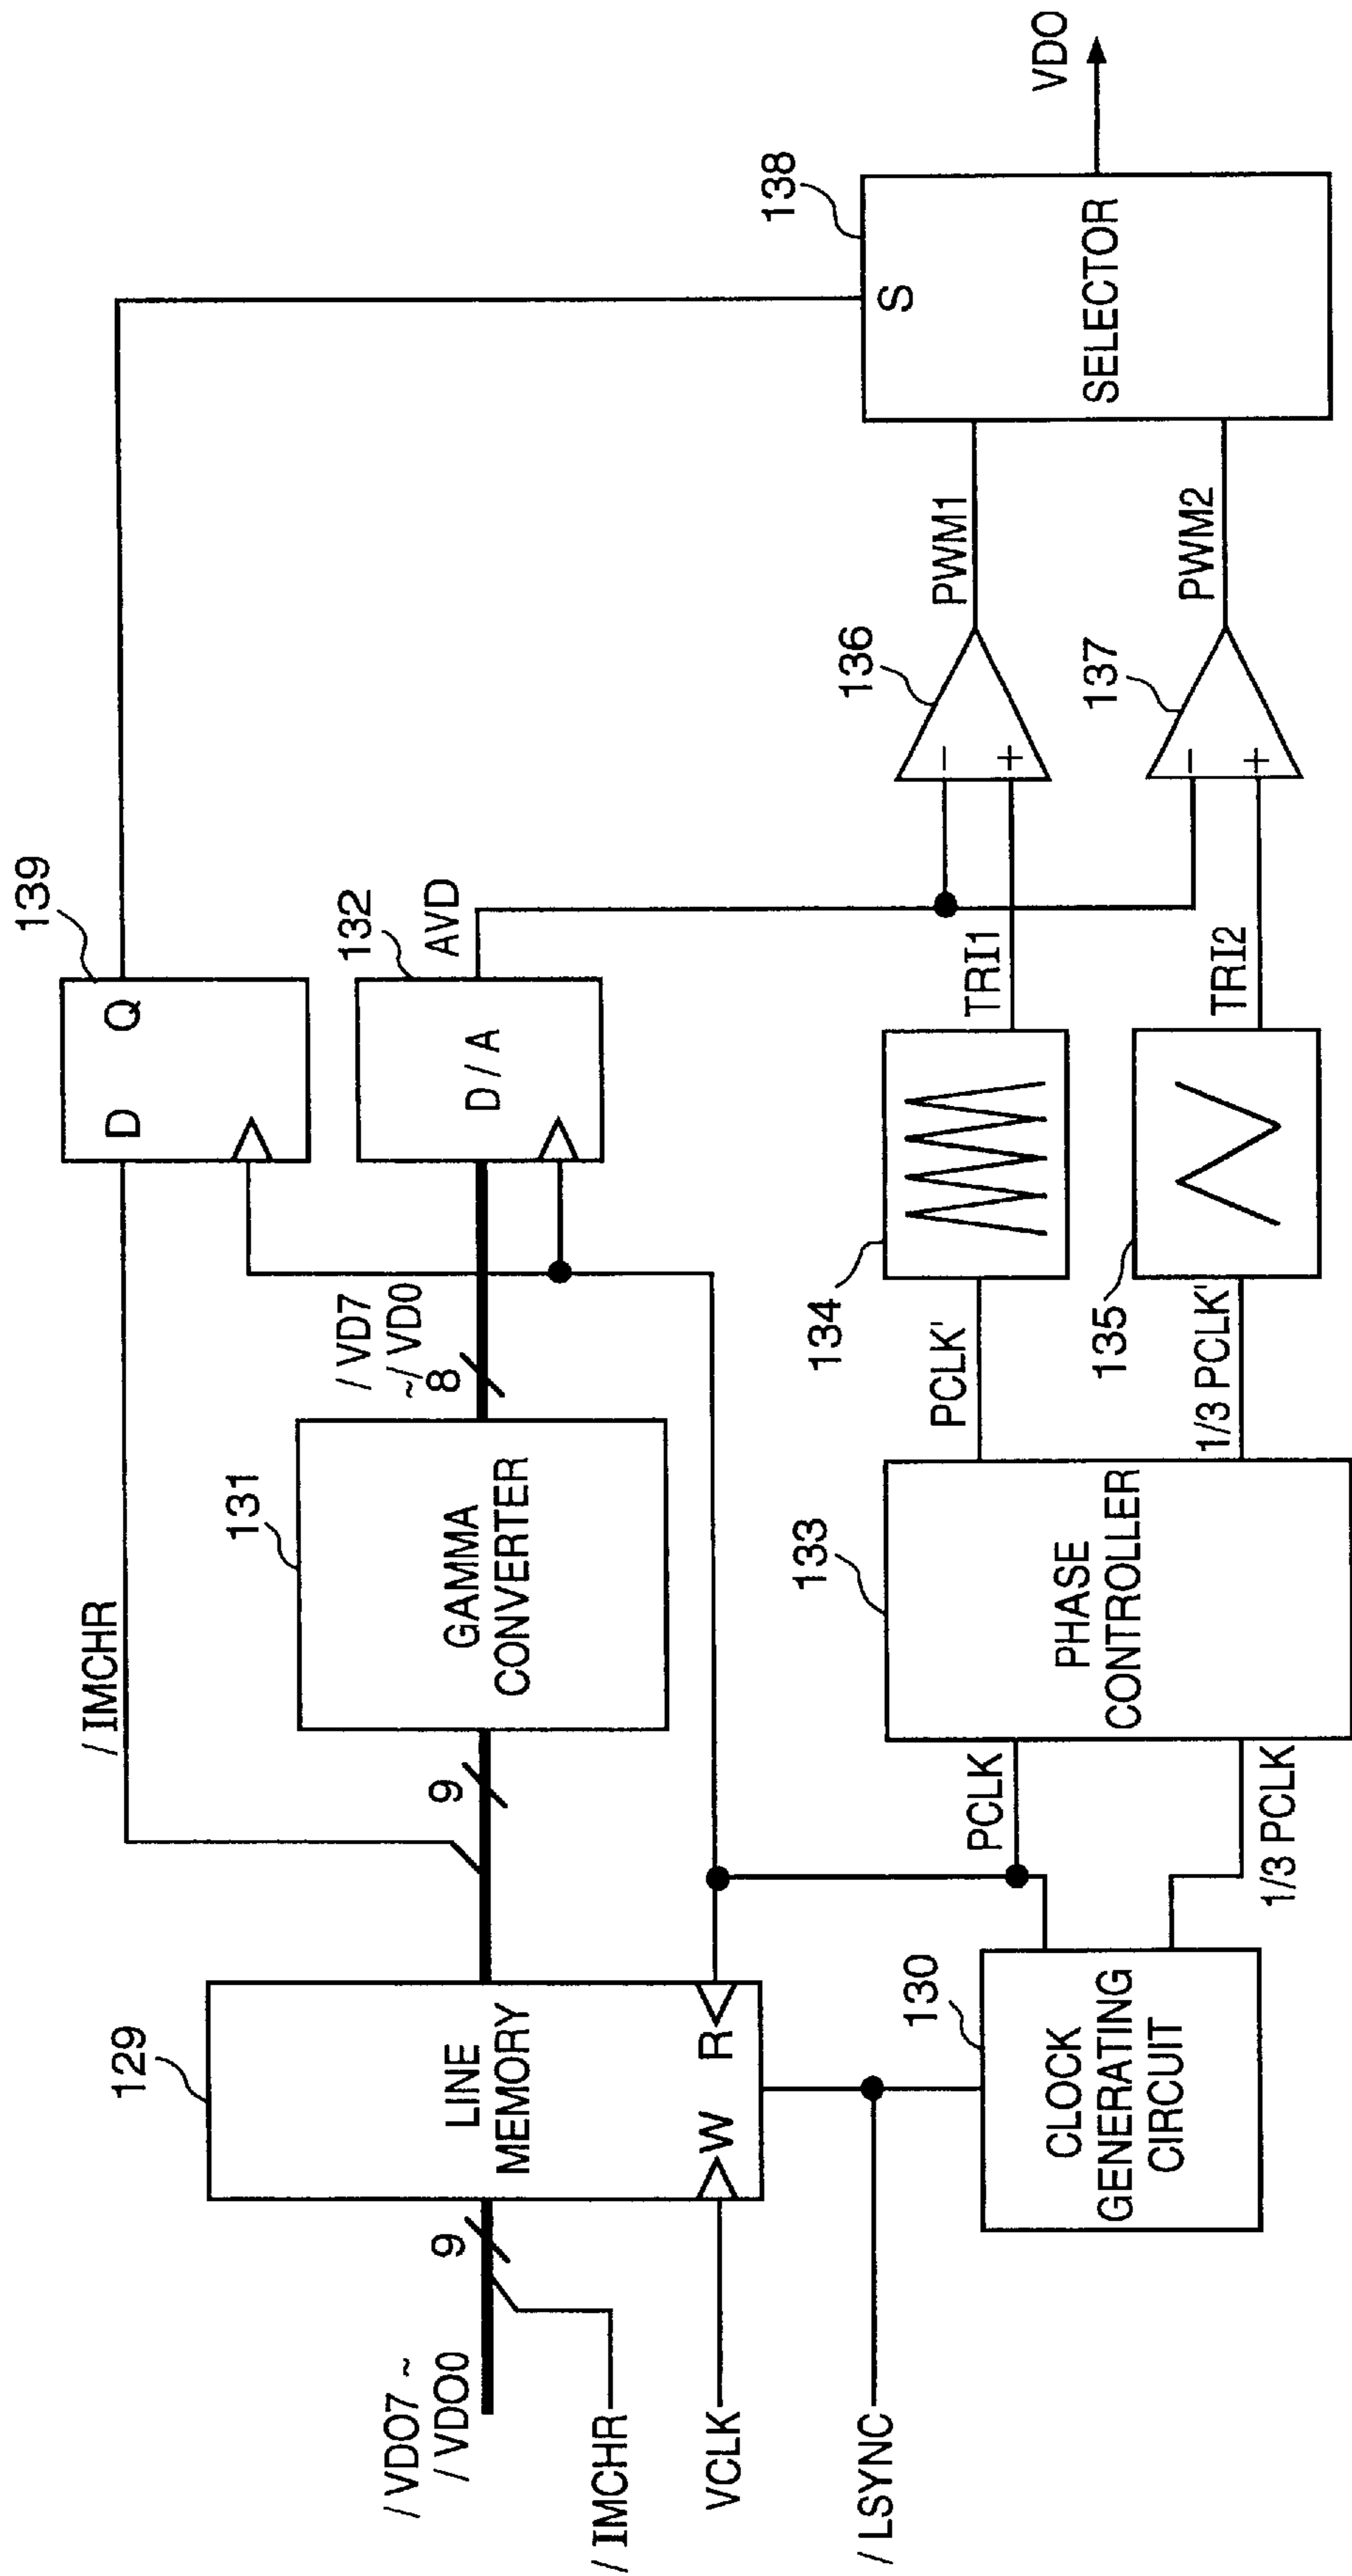 /VDO7 ~
/VDO0
/IMCHR
VCLK
/LSYNC
9
129
LINE
MEMORY
W
R
130
CLOCK
GENERATING
CIRCUIT
/IMCHR
9
131
GAMMA
CONVERTER
/VD7
~/VD0
8
PCLK
1/3 PCLK
133
PHASE
CONTROLLER
PCLK'
1/3 PCLK'
139
D
Q
132
D/A
AVD
134
135
TRI1
TRI2
136
-
+
137
-
+
PWM1
PWM2
138
S
SELECTOR
VDO